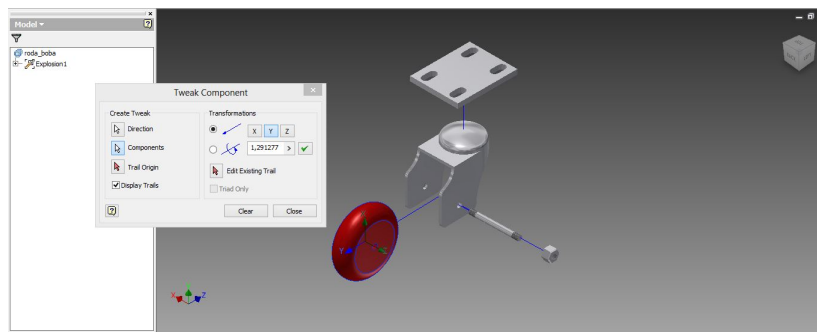 Model
roda_boba
Explosion1
Tweak Component
Create Tweak
Transformations
Direction
X Y Z
Components
1,291277 >
Trail Origin
Edit Existing Trail
Display Trails
Triad Only
Clear Close
Y
X Z